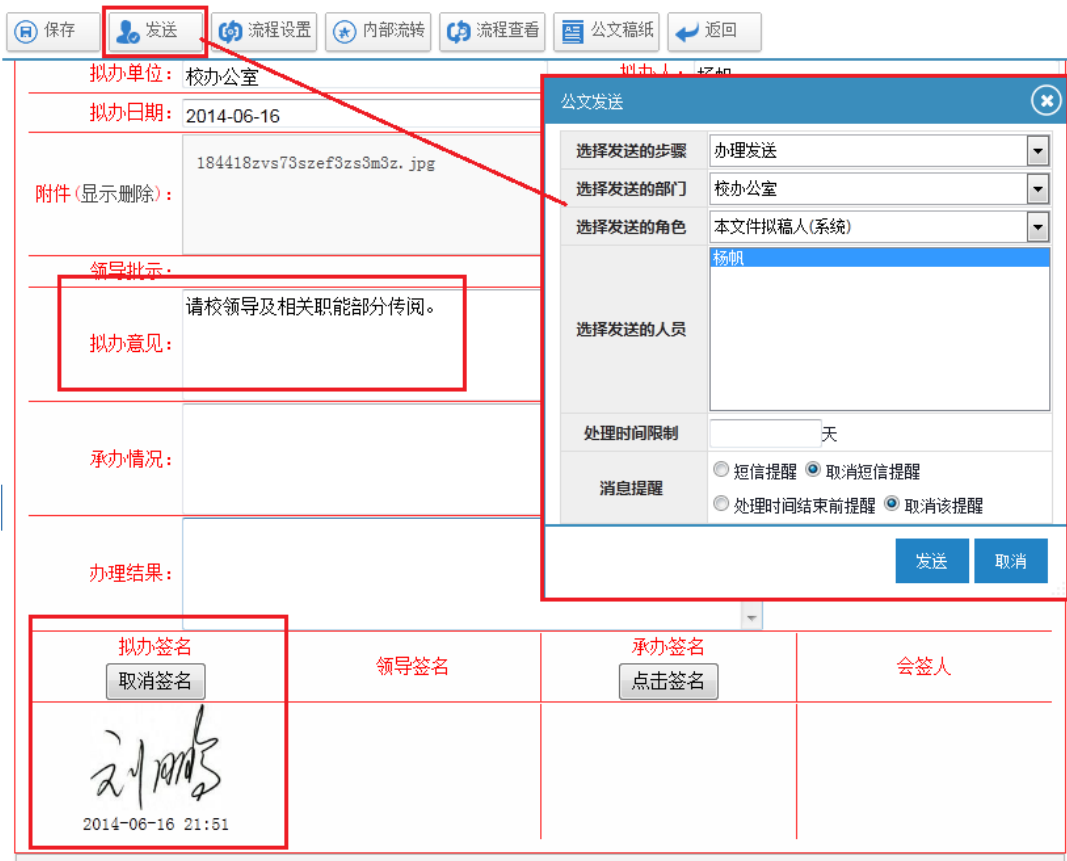 保存 发送 流程设置 内部流转 流程查看 公文稿纸 返回
拟办单位： 校办公室 拟办人： 杨帆
拟办日期： 2014-06-16
附件(显示删除)： 184418zvs73szef3zs3m3z.jpg
领导批示：
拟办意见： 请校领导及相关职能部分传阅。
承办情况：
办理结果：
拟办签名 领导签名 承办签名 会签人
取消签名 点击签名
刘鹏
2014-06-16 21:51
公文发送
选择发送的步骤 办理发送
选择发送的部门 校办公室
选择发送的角色 本文件拟稿人(系统)
选择发送的人员 杨帆
处理时间限制 天
消息提醒 短信提醒 取消短信提醒
处理时间结束前提醒 取消该提醒
发送 取消